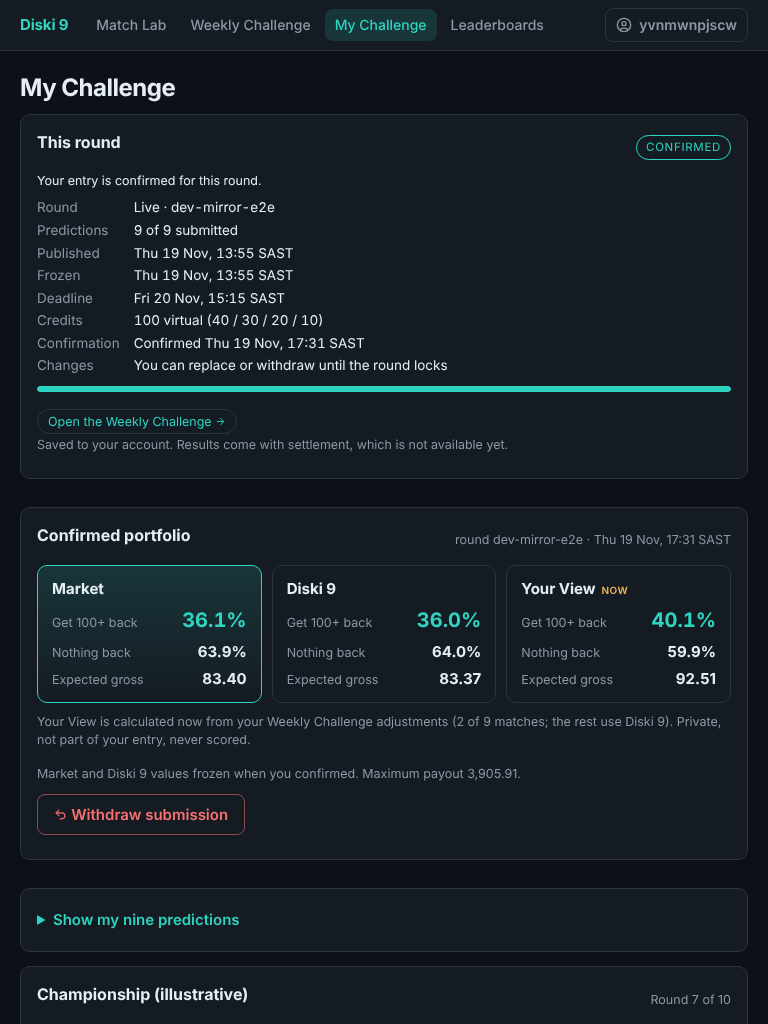 Diski 9 Match Lab Weekly Challenge My Challenge Leaderboards yvnmwnpjscw
My Challenge
This round CONFIRMED
Your entry is confirmed for this round.
Round Live · dev-mirror-e2e
Predictions 9 of 9 submitted
Published Thu 19 Nov, 13:55 SAST
Frozen Thu 19 Nov, 13:55 SAST
Deadline Fri 20 Nov, 15:15 SAST
Credits 100 virtual (40 / 30 / 20 / 10)
Confirmation Confirmed Thu 19 Nov, 17:31 SAST
Changes You can replace or withdraw until the round locks
Open the Weekly Challenge →
Saved to your account. Results come with settlement, which is not available yet.
Confirmed portfolio round dev-mirror-e2e · Thu 19 Nov, 17:31 SAST
Market
Get 100+ back 36.1%
Nothing back 63.9%
Expected gross 83.40
Diski 9
Get 100+ back 36.0%
Nothing back 64.0%
Expected gross 83.37
Your View NOW
Get 100+ back 40.1%
Nothing back 59.9%
Expected gross 92.51
Your View is calculated now from your Weekly Challenge adjustments (2 of 9 matches; the rest use Diski 9). Private,
not part of your entry, never scored.
Market and Diski 9 values frozen when you confirmed. Maximum payout 3,905.91.
Withdraw submission
Show my nine predictions
Championship (illustrative) Round 7 of 10